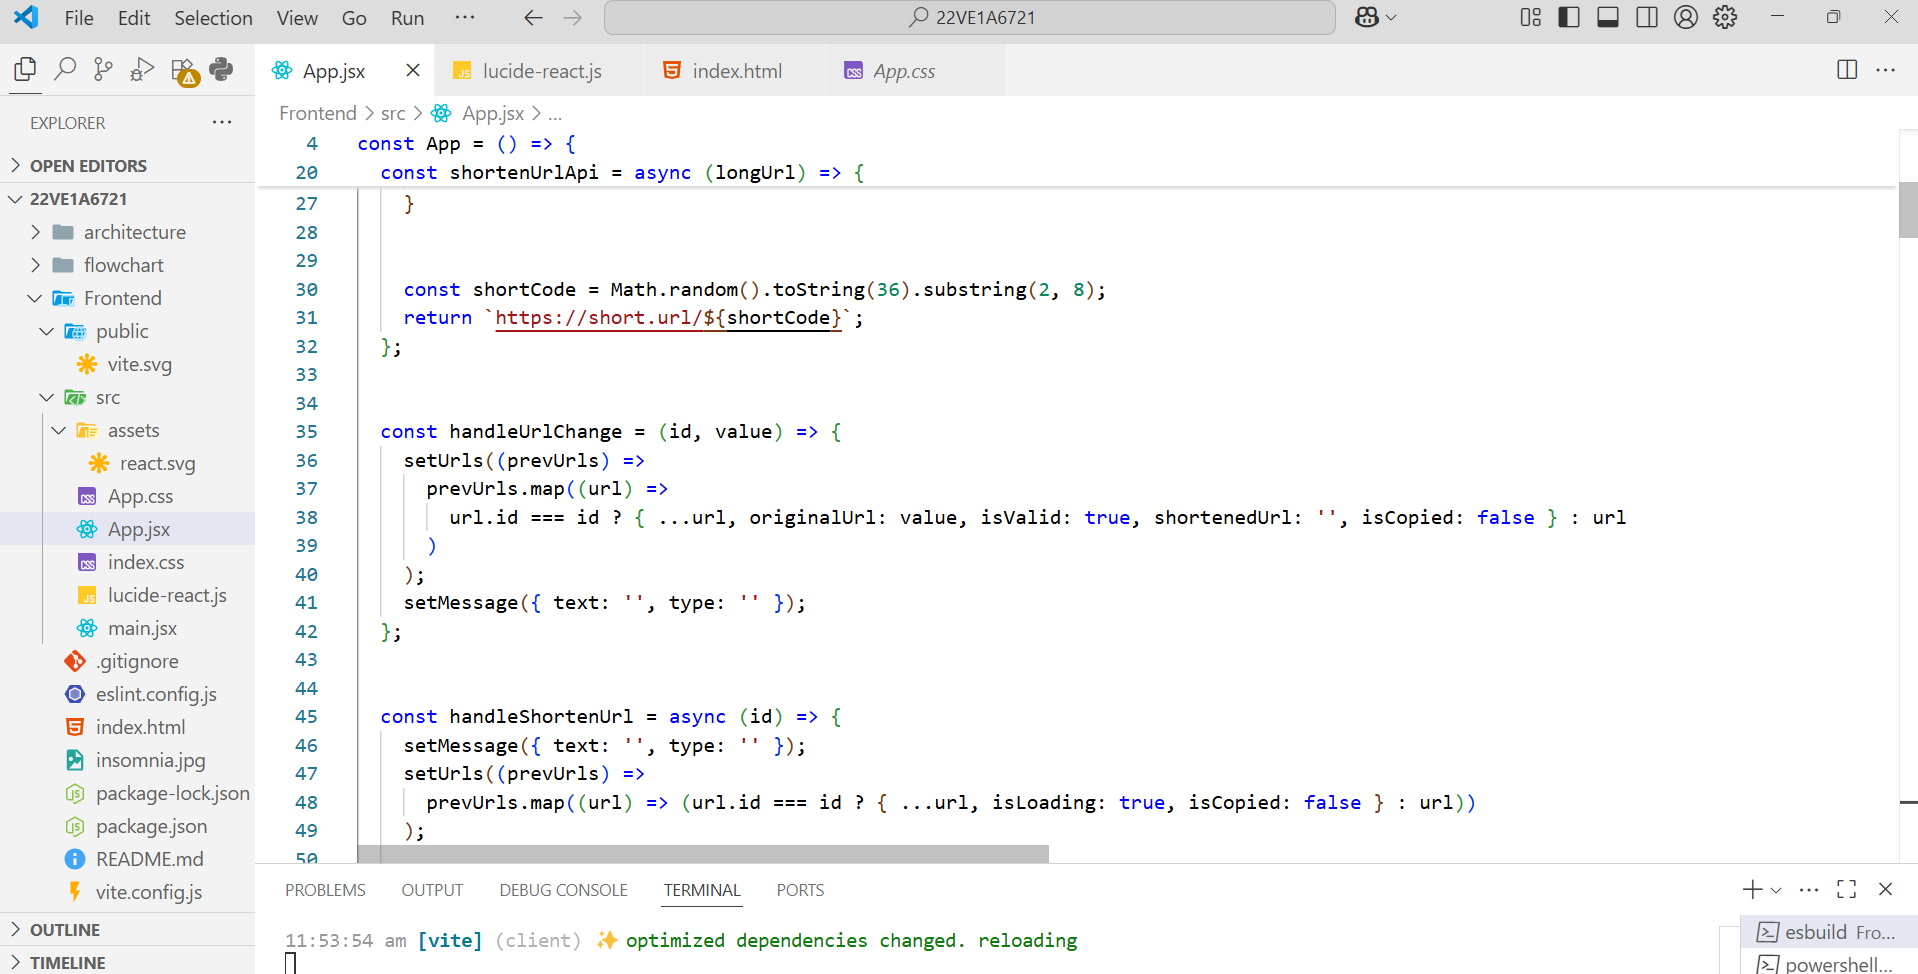 File Edit Selection View Go Run ··· 22VE1A6721
App.jsx lucide-react.js index.html App.css
EXPLORER
OPEN EDITORS
22VE1A6721
architecture
flowchart
Frontend
public
vite.svg
src
assets
react.svg
App.css
App.jsx
index.css
lucide-react.js
main.jsx
.gitignore
eslint.config.js
index.html
insomnia.jpg
package-lock.json
package.json
README.md
vite.config.js
OUTLINE
TIMELINE
Frontend > src > App.jsx > ...
4 const App = () => {
20 const shortenUrlApi = async (longUrl) => {
27 }
28
29
30 const shortCode = Math.random().toString(36).substring(2, 8);
31 return `https://short.url/${shortCode}`;
32 };
33
34
35 const handleUrlChange = (id, value) => {
36 setUrls((prevUrls) =>
37 prevUrls.map((url) =>
38 url.id === id ? { ...url, originalUrl: value, isValid: true, shortenedUrl: '', isCopied: false } : url
39 )
40 );
41 setMessage({ text: '', type: '' });
42 };
43
44
45 const handleShortenUrl = async (id) => {
46 setMessage({ text: '', type: '' });
47 setUrls((prevUrls) =>
48 prevUrls.map((url) => (url.id === id ? { ...url, isLoading: true, isCopied: false } : url))
49 );
50
PROBLEMS OUTPUT DEBUG CONSOLE TERMINAL PORTS
11:53:54 am [vite] (client) ✨ optimized dependencies changed. reloading
esbuild Fro...
powershell...